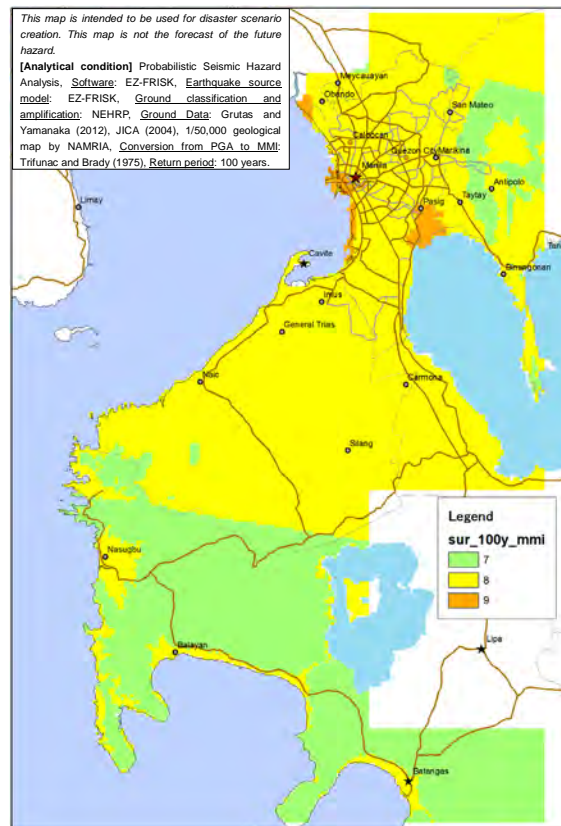 This map is intended to be used for disaster scenario
creation. This map is not the forecast of the future
hazard.
[Analytical condition] Probabilistic Seismic Hazard
Analysis, Software: EZ-FRISK, Earthquake source
model: EZ-FRISK, Ground classification and
amplification: NEHRP, Ground Data: Grutas and
Yamanaka (2012), JICA (2004), 1/50,000 geological
map by NAMRIA, Conversion from PGA to MMI:
Trifunac and Brady (1975), Return period: 100 years.
Meycauayan
Obando
San Mateo
Caloocan
Quezon City
Marikina
Manila
Antipolo
Limay
Pasig
Taytay
Cavite
Binangonan
Imus
General Trias
Naic
Carmona
Silang
Legend
sur_100y_mmi
7
8
9
Nasugbu
Balayan
Lipa
Batangas